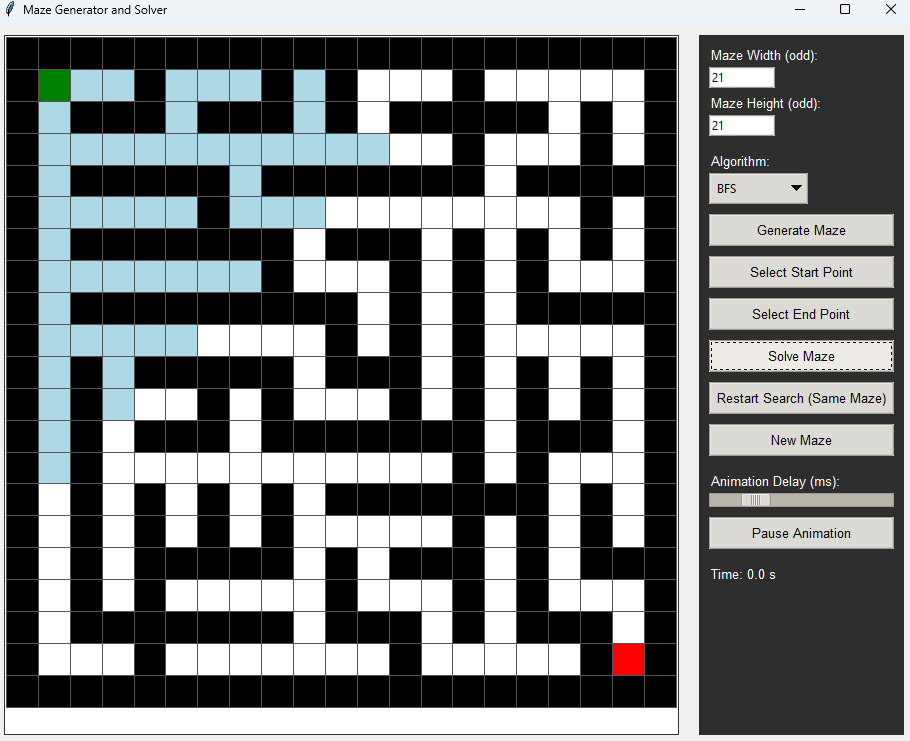 Maze Generator and Solver
Maze Width (odd):
21
Maze Height (odd):
21
Algorithm:
BFS
Generate Maze
Select Start Point
Select End Point
Solve Maze
Restart Search (Same Maze)
New Maze
Animation Delay (ms):
Pause Animation
Time: 0.0 s